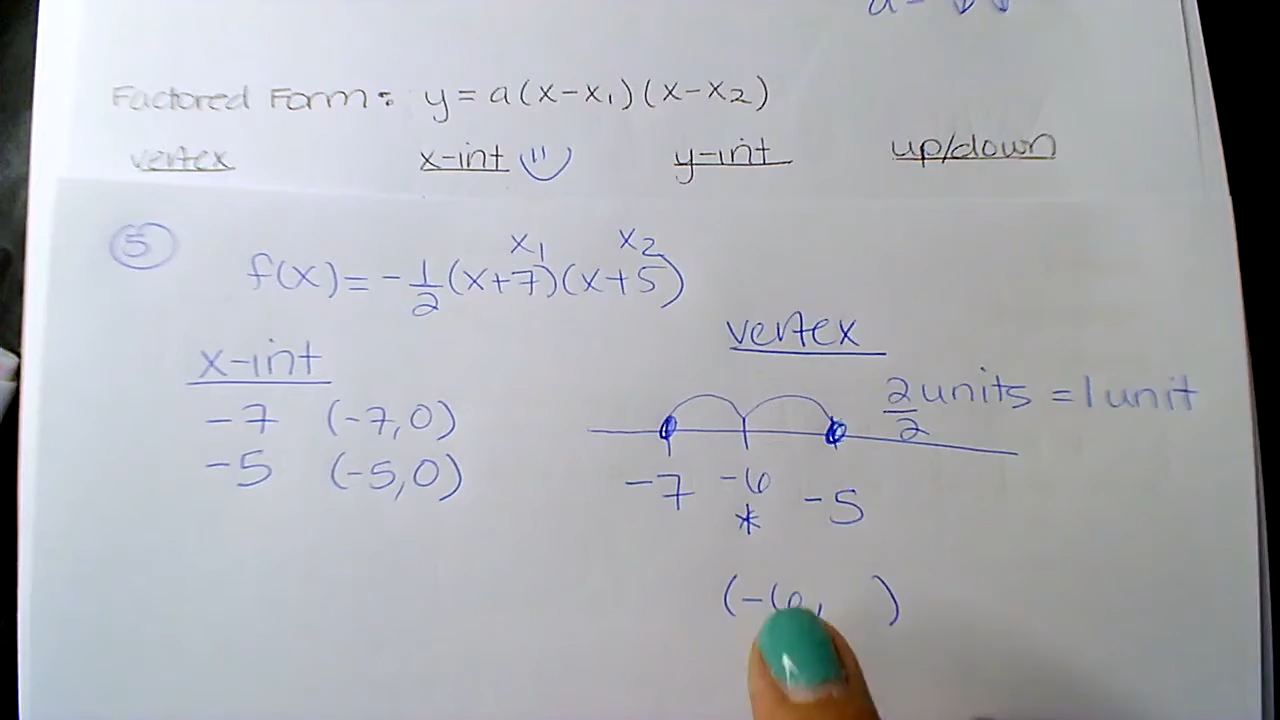 a=
Factored Form: y=a(x-x₁)(x-x₂)
vertex x-int y-int up/down
5
x₁ x₂
f(x)=-1/2(x+7)(x+5)
vertex
x-int
-7 (-7,0)
-5 (-5,0)
2/2 units = 1 unit
-7 -6 -5
*
(-6, )